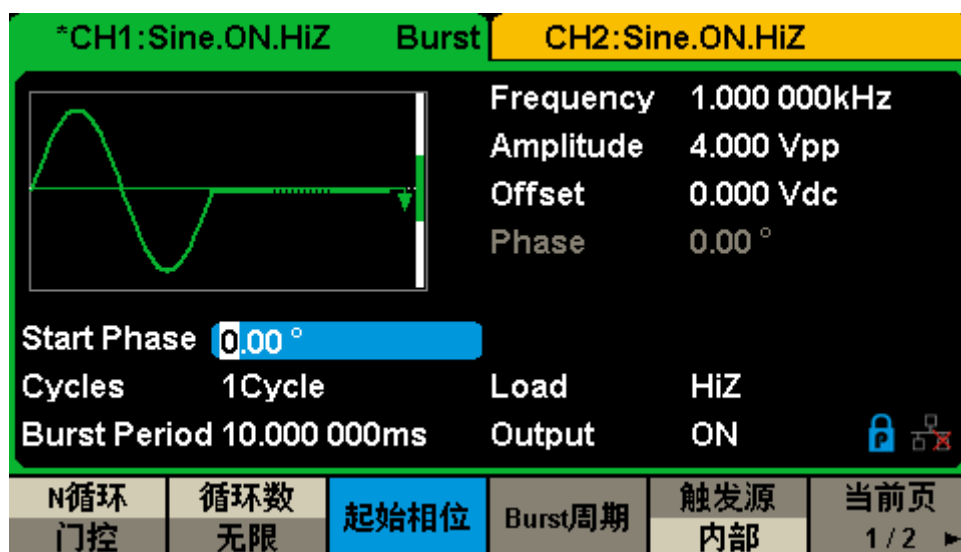 *CH1:Sine.ON.HiZ Burst CH2:Sine.ON.HiZ
Frequency 1.000 000kHz
Amplitude 4.000 Vpp
Offset 0.000 Vdc
Phase 0.00 °
Start Phase 0.00 °
Cycles 1Cycle Load HiZ
Burst Period 10.000 000ms Output ON P
N循环 循环数 起始相位 Burst周期 触发源 当前页
门控 无限 内部 1/2 ►